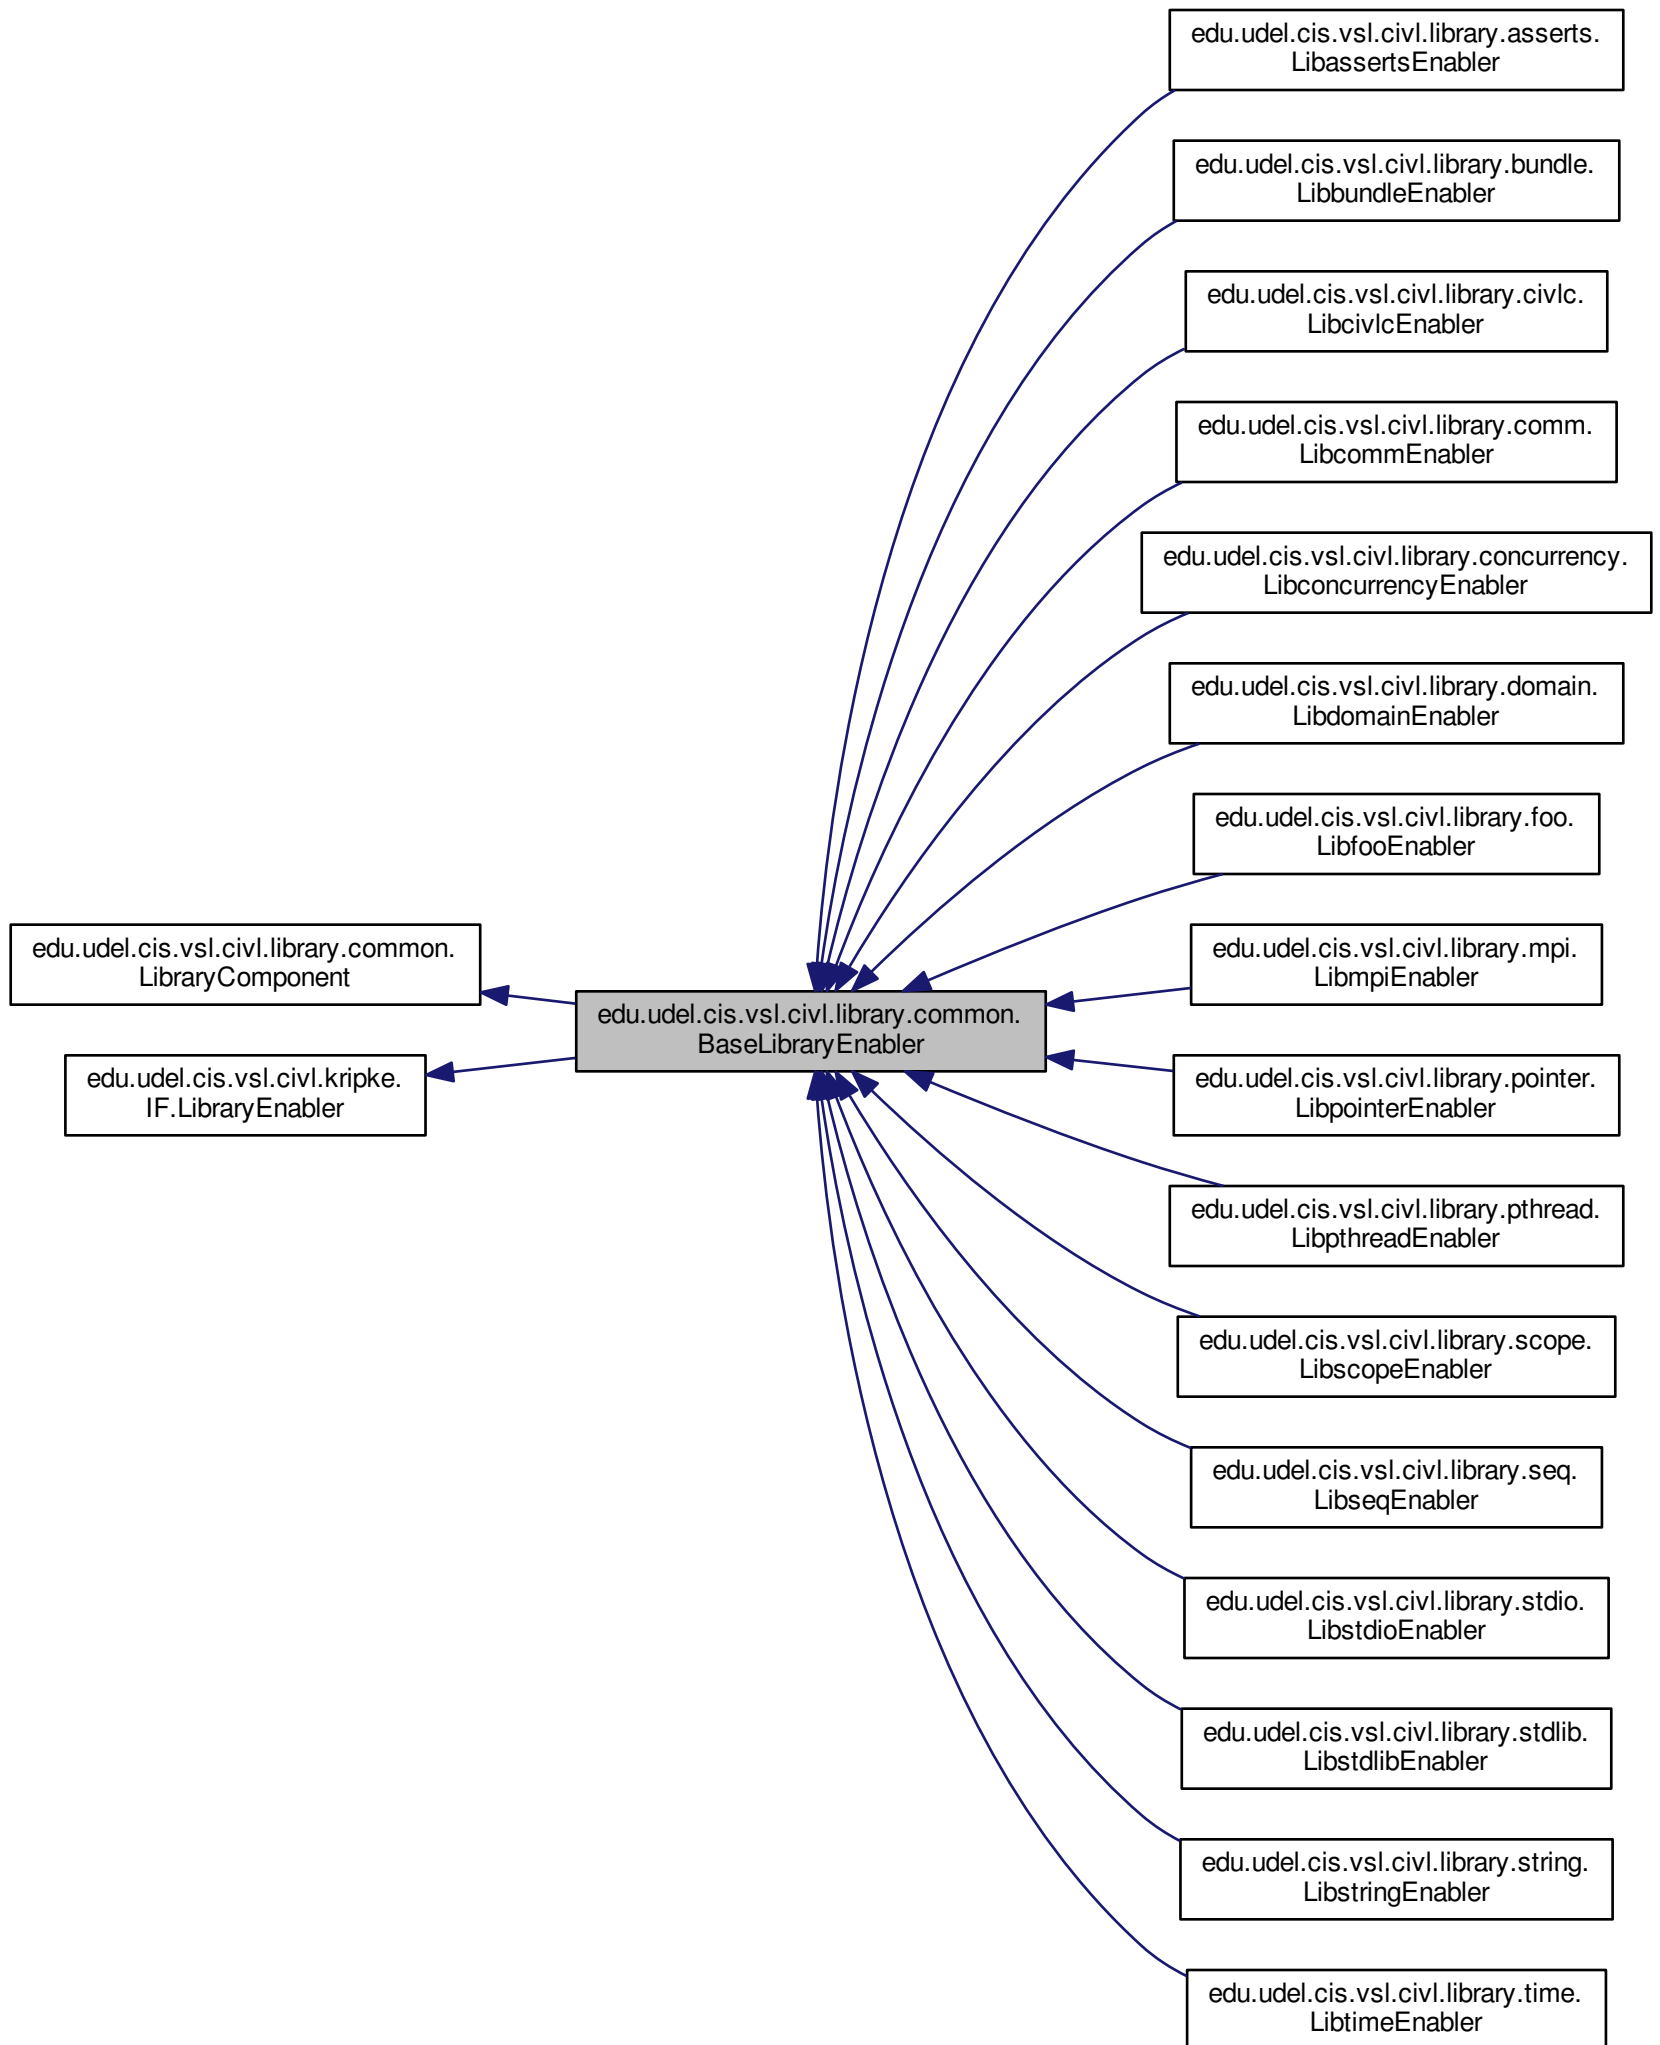 edu.udel.cis.vsl.civl.library.asserts.
LibassertsEnabler
edu.udel.cis.vsl.civl.library.bundle.
LibbundleEnabler
edu.udel.cis.vsl.civl.library.civlc.
LibcivlcEnabler
edu.udel.cis.vsl.civl.library.comm.
LibcommEnabler
edu.udel.cis.vsl.civl.library.concurrency.
LibconcurrencyEnabler
edu.udel.cis.vsl.civl.library.domain.
LibdomainEnabler
edu.udel.cis.vsl.civl.library.foo.
LibfooEnabler
edu.udel.cis.vsl.civl.library.common.
LibraryComponent
edu.udel.cis.vsl.civl.library.mpi.
LibmpiEnabler
edu.udel.cis.vsl.civl.library.common.
BaseLibraryEnabler
edu.udel.cis.vsl.civl.kripke.
IF.LibraryEnabler
edu.udel.cis.vsl.civl.library.pointer.
LibpointerEnabler
edu.udel.cis.vsl.civl.library.pthread.
LibpthreadEnabler
edu.udel.cis.vsl.civl.library.scope.
LibscopeEnabler
edu.udel.cis.vsl.civl.library.seq.
LibseqEnabler
edu.udel.cis.vsl.civl.library.stdio.
LibstdioEnabler
edu.udel.cis.vsl.civl.library.stdlib.
LibstdlibEnabler
edu.udel.cis.vsl.civl.library.string.
LibstringEnabler
edu.udel.cis.vsl.civl.library.time.
LibtimeEnabler